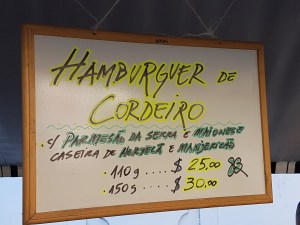 HAMBURGUER DE
CORDEIRO
c/ PARMESÃO DA SERRA E MAIONESE
CASEIRA DE HORTELÃ E MANJERICÃO
• 110g .... $ 25,00
• 150g .... $ 30,00